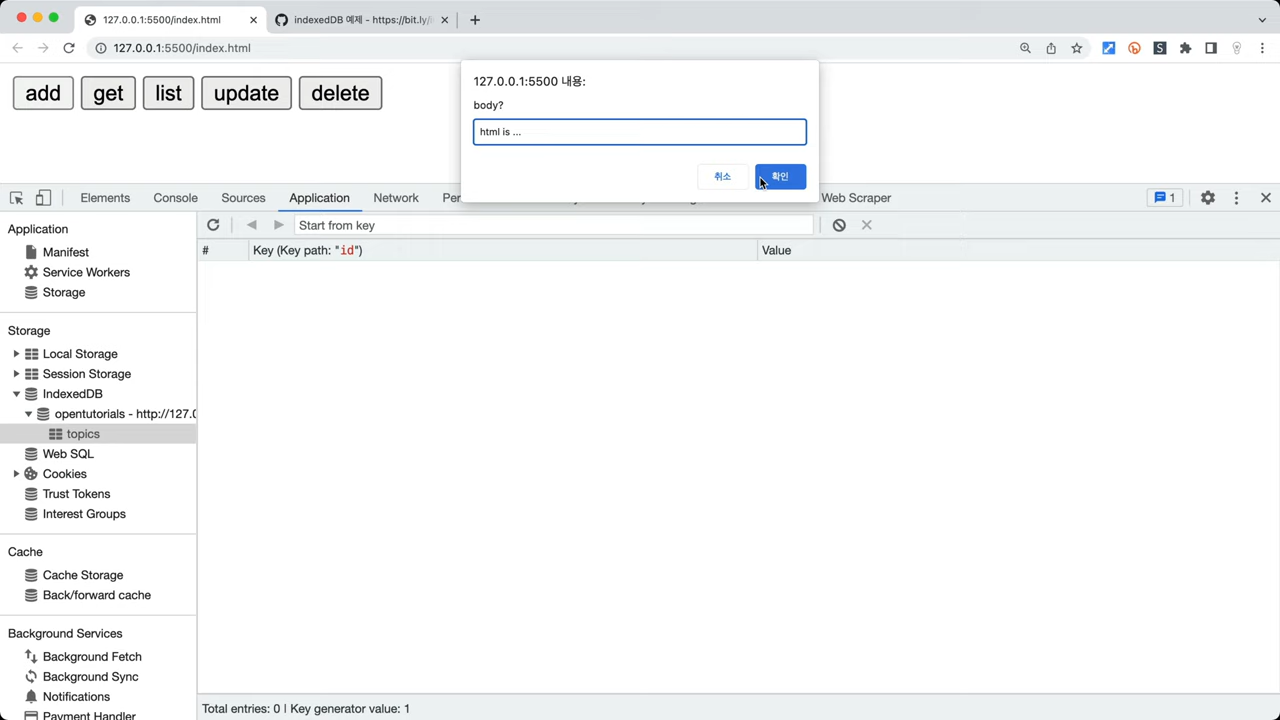 127.0.0.1:5500/index.html
indexedDB 예제 - https://bit.ly/
127.0.0.1:5500/index.html
add get list update delete
127.0.0.1:5500 내용:
body?
html is ...
취소 확인
Elements Console Sources Application Network Web Scraper 1
Application
Manifest
Service Workers
Storage
Storage
Local Storage
Session Storage
IndexedDB
opentutorials - http://127.0
topics
Web SQL
Cookies
Trust Tokens
Interest Groups
Cache
Cache Storage
Back/forward cache
Background Services
Background Fetch
Background Sync
Notifications
Payment Handler
Start from key
# Key (Key path: "id") Value
Total entries: 0 | Key generator value: 1